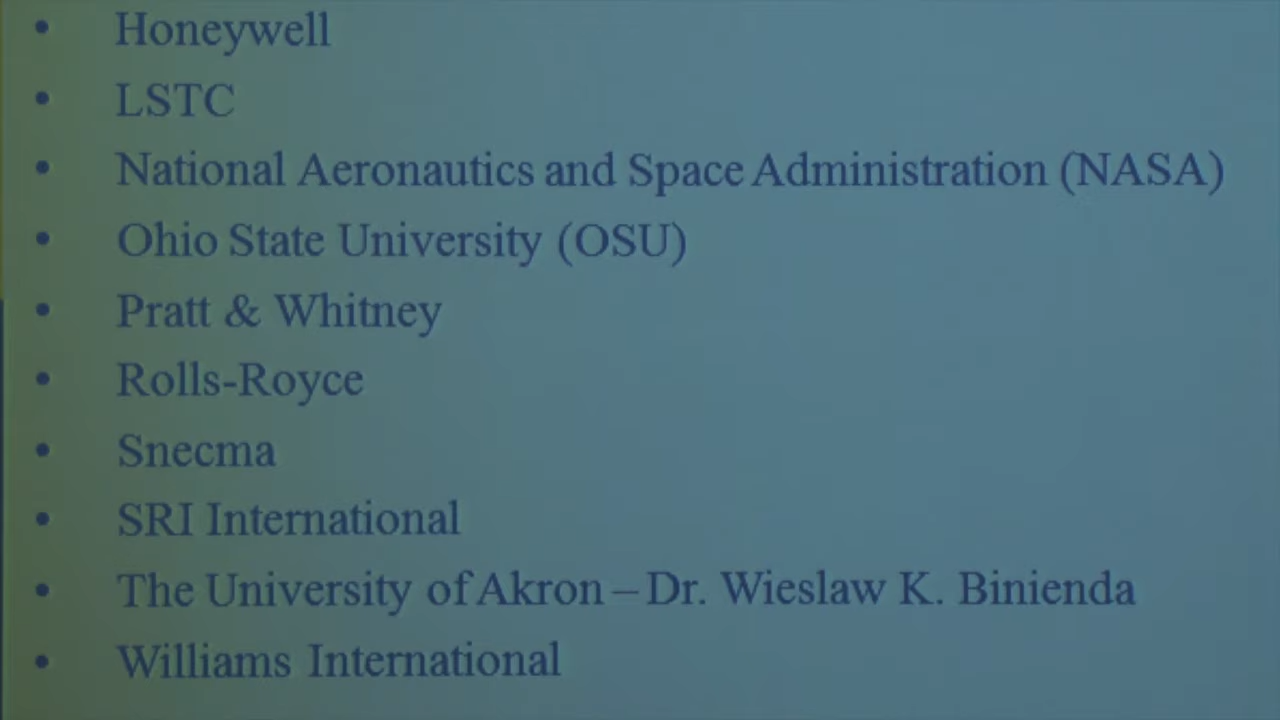 • Honeywell
• LSTC
• National Aeronautics and Space Administration (NASA)
• Ohio State University (OSU)
• Pratt & Whitney
• Rolls-Royce
• Snecma
• SRI International
• The University of Akron – Dr. Wieslaw K. Binienda
• Williams International